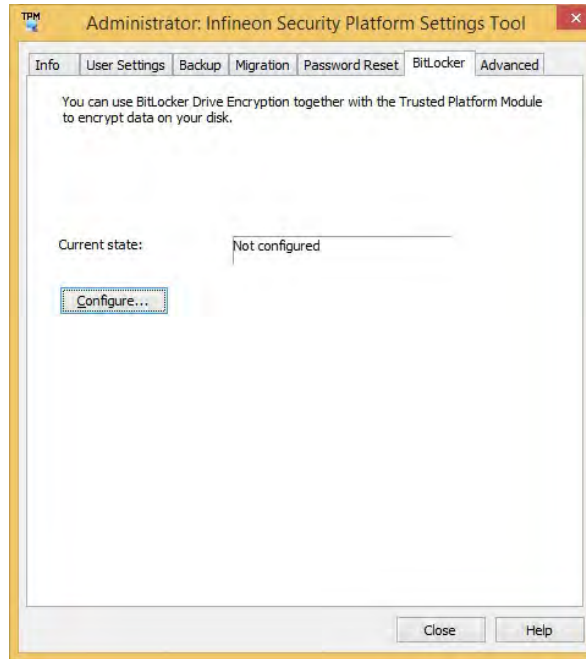 TPM
Administrator: Infineon Security Platform Settings Tool
Info User Settings Backup Migration Password Reset BitLocker Advanced
You can use BitLocker Drive Encryption together with the Trusted Platform Module
to encrypt data on your disk.
Current state: Not configured
Configure...
Close Help